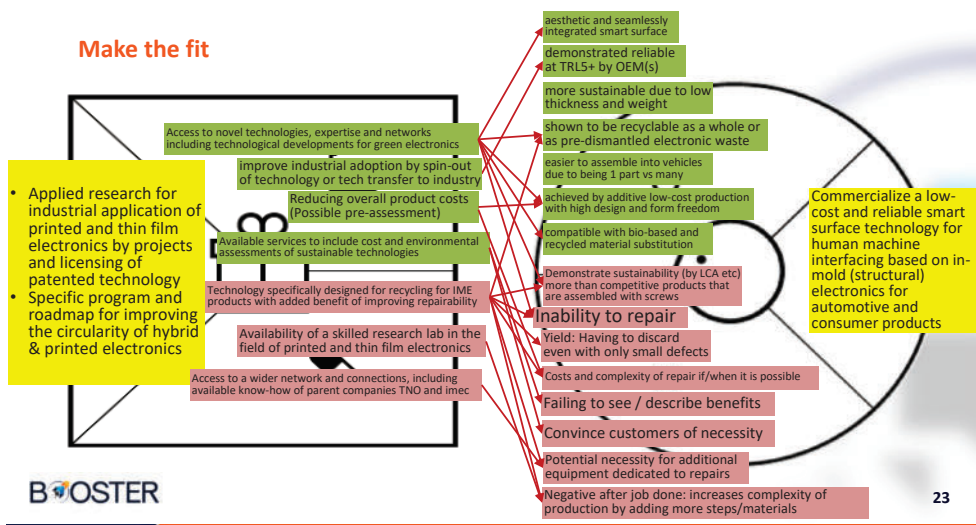 Make the fit
Access to novel technologies, expertise and networks
including technological developments for green electronics
improve industrial adoption by spin-out
of technology or tech transfer to industry
Reducing overall product costs
(Possible pre-assessment)
Available services to include cost and environmental
assessments of sustainable technologies
Technology specifically designed for recycling for IME
products with added benefit of improving repairability
Availability of a skilled research lab in the
field of printed and thin film electronics
Access to a wider network and connections, including
available know-how of parent companies TNO and imec
• Applied research for
industrial application of
printed and thin film
electronics by projects
and licensing of
patented technology
• Specific program and
roadmap for improving
the circularity of hybrid
& printed electronics
aesthetic and seamlessly
integrated smart surface
demonstrated reliable
at TRL5+ by OEM(s)
more sustainable due to low
thickness and weight
shown to be recyclable as a whole or
as pre-dismantled electronic waste
easier to assemble into vehicles
due to being 1 part vs many
achieved by additive low-cost production
with high design and form freedom
compatible with bio-based and
recycled material substitution
Demonstrate sustainability (by LCA etc)
more than competitive products that
are assembled with screws
Inability to repair
Yield: Having to discard
even with only small defects
Costs and complexity of repair if/when it is possible
Failing to see / describe benefits
Convince customers of necessity
Potential necessity for additional
equipment dedicated to repairs
Negative after job done: increases complexity of
production by adding more steps/materials
Commercialize a low-
cost and reliable smart
surface technology for
human machine
interfacing based on in-
mold (structural)
electronics for
automotive and
consumer products
BOOSTER
23